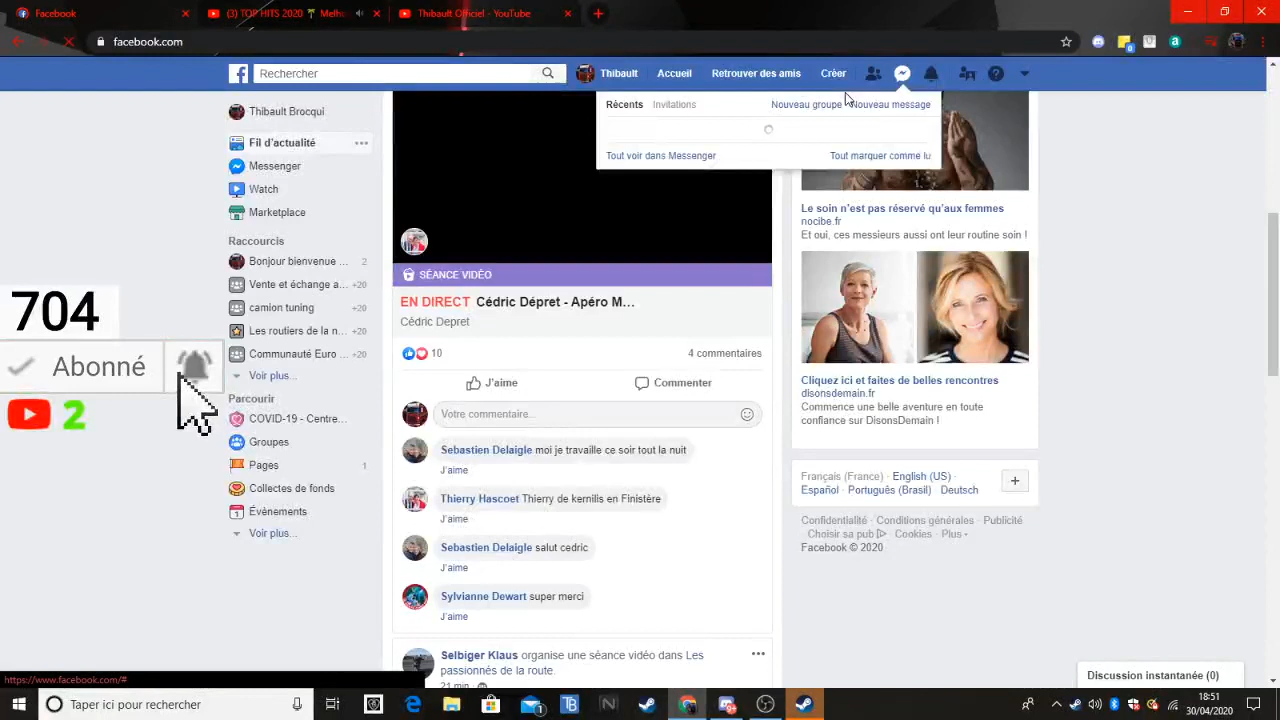 Facebook
(3) TOP HITS 2020 🌴 Melho
Thibault Officiel - YouTube
facebook.com
Rechercher
Thibault
Accueil
Retrouver des amis
Créer
Récents
Invitations
Nouveau groupe
Nouveau message
Tout voir dans Messenger
Tout marquer comme lu
Thibault Brocqui
Fil d'actualité
Messenger
Watch
Marketplace
Raccourcis
Bonjour bienvenue ... 2
Vente et échange a... +20
camion tuning +20
Les routiers de la n... +20
Communauté Euro ... +20
Voir plus...
Parcourir
COVID-19 - Centre...
Groupes
Pages 1
Collectes de fonds
Évènements
Voir plus...
704
Abonné
2
SÉANCE VIDÉO
EN DIRECT Cédric Dépret - Apéro M...
Cédric Depret
10
4 commentaires
J'aime
Commenter
Votre commentaire...
Sebastien Delaigle moi je travaille ce soir tout la nuit
J'aime
Thierry Hascoet Thierry de kernilis en Finistère
J'aime
Sebastien Delaigle salut cedric
J'aime
Sylvianne Dewart super merci
J'aime
Selbiger Klaus organise une séance vidéo dans Les
passionnés de la route.
21 min
Le soin n'est pas réservé qu'aux femmes
nocibe.fr
Et oui, ces messieurs aussi ont leur routine soin !
Cliquez ici et faites de belles rencontres
disonsdemain.fr
Commence une belle aventure en toute
confiance sur DisonsDemain !
Français (France) · English (US) ·
Español · Português (Brasil) · Deutsch
Confidentialité · Conditions générales · Publicité
Choisir sa pub · Cookies · Plus
Facebook © 2020
Discussion instantanée (0)
https://www.facebook.com/#
Taper ici pour rechercher
18:51
30/04/2020